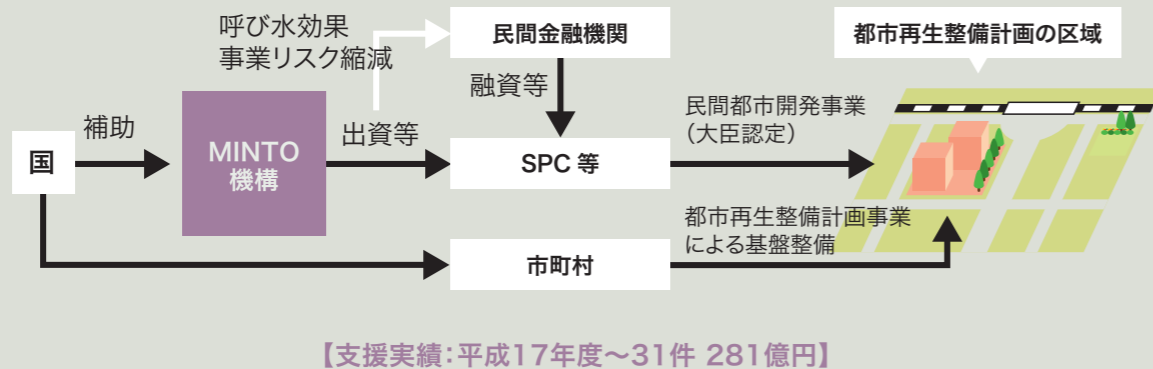 呼び水効果
事業リスク縮減
民間金融機関
都市再生整備計画の区域
融資等
民間都市開発事業
（大臣認定）
補助
出資等
国
MINTO
機構
SPC 等
都市再生整備計画事業
による基盤整備
市町村
【支援実績：平成17年度〜31件 281億円】